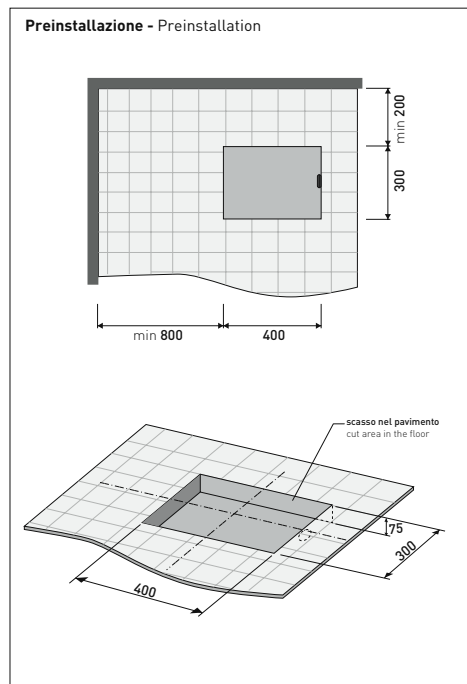 Preinstallazione - Preinstallation
min 200
300
min 800
400
scasso nel pavimento
cut area in the floor
75
300
400